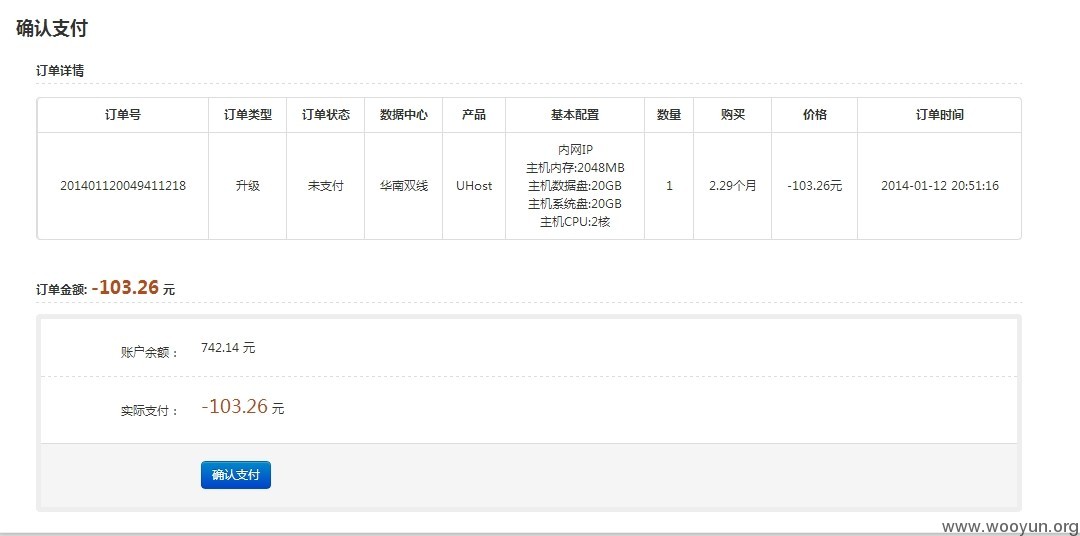 确认支付
订单详情
订单号 订单类型 订单状态 数据中心 产品 基本配置 数量 购买 价格 订单时间
内网IP
主机内存:2048MB
201401120049411218 升级 未支付 华南双线 UHost 主机数据盘:20GB 1 2.29个月 -103.26元 2014-01-12 20:51:16
主机系统盘:20GB
主机CPU:2核
订单金额: -103.26 元
账户余额： 742.14 元
实际支付： -103.26 元
确认支付
www.wooyun.org